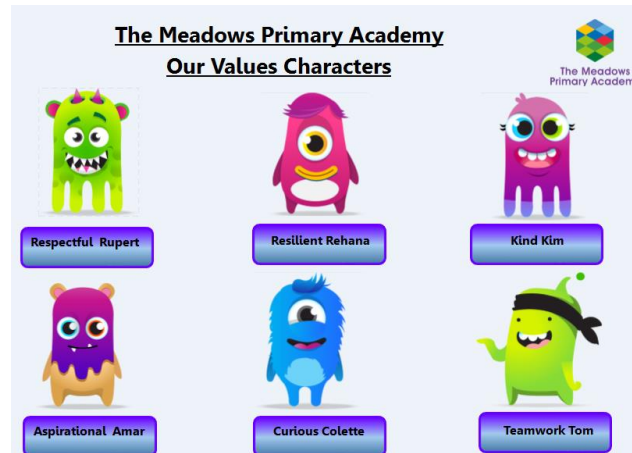 The Meadows Primary Academy
Our Values Characters
The Meadows
Primary Academ
Respectful Rupert
Resilient Rehana
Kind Kim
Aspirational Amar
Curious Colette
Teamwork Tom